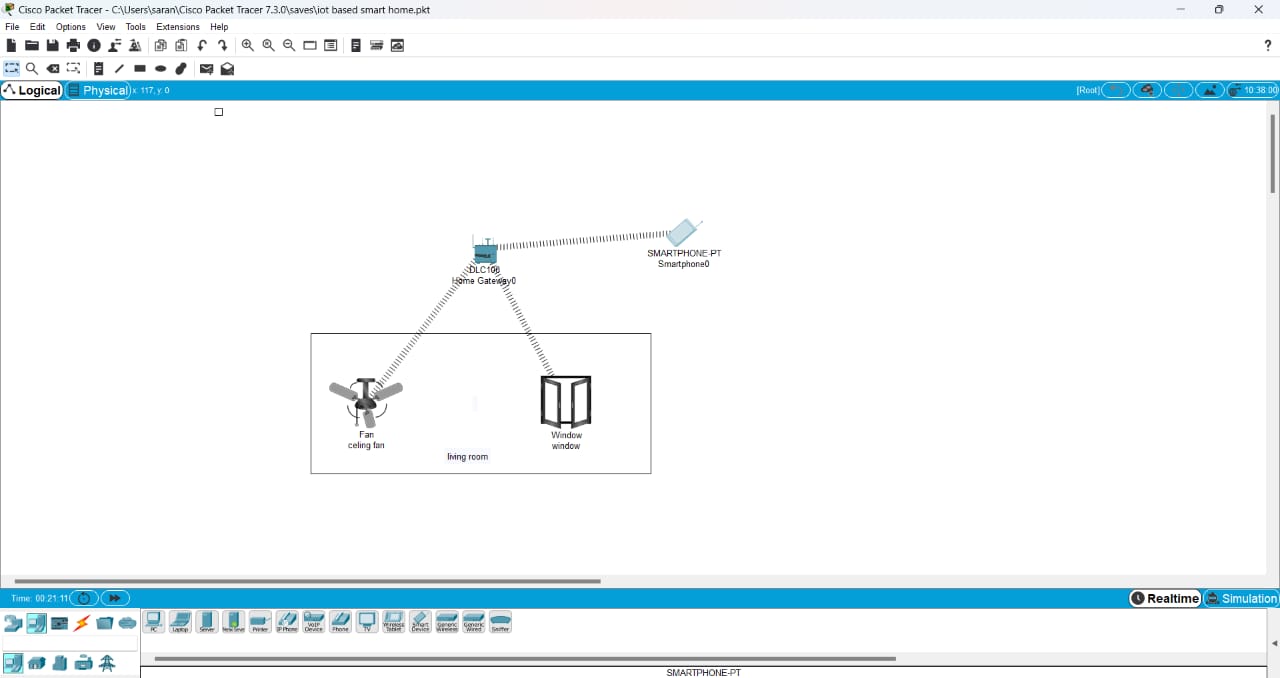 Cisco Packet Tracer - C:\Users\saran\Cisco Packet Tracer 7.3.0\saves\iot based smart home.pkt
File Edit Options View Tools Extensions Help
?
Logical Physical x: 117, y: 0 [Root] 10:38:00
SMARTPHONE-PT
Smartphone0
DLC100
Home Gateway0
Fan
celing fan
Window
window
living room
Time: 00:21:11 Realtime Simulation
PC Laptop Server Printer IP Phone VoIP Device Phone TV Wireless Tablet Smart Device Generic Wireless Generic Wired Sniffer
SMARTPHONE-PT